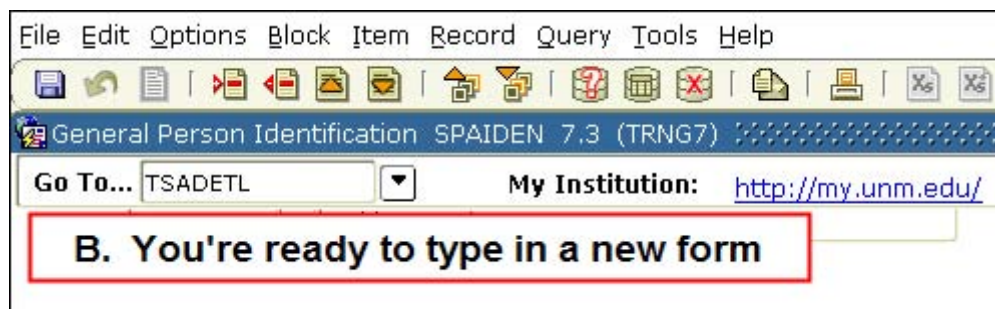 File Edit Options Block Item Record Query Tools Help
General Person Identification SPAIDEN 7.3 (TRNG7)
Go To... TSADETL My Institution: http://my.unm.edu/
B. You're ready to type in a new form